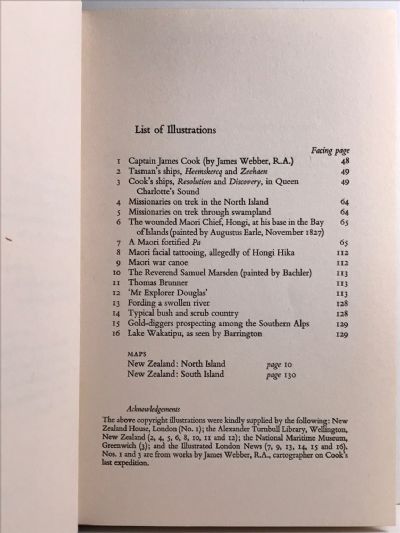 List of Illustrations
Facing page
1 Captain James Cook (by James Webber, R.A.) 48
2 Tasman's ships, Heemskercq and Zeehaen 49
3 Cook's ships, Resolution and Discovery, in Queen
Charlotte's Sound 49
4 Missionaries on trek in the North Island 64
5 Missionaries on trek through swampland 64
6 The wounded Maori Chief, Hongi, at his base in the Bay
of Islands (painted by Augustus Earle, November 1827) 65
7 A Maori fortified Pa 65
8 Maori facial tattooing, allegedly of Hongi Hika 112
9 Maori war canoe 112
10 The Reverend Samuel Marsden (painted by Bachler) 113
11 Thomas Brunner 113
12 'Mr Explorer Douglas' 113
13 Fording a swollen river 128
14 Typical bush and scrub country 128
15 Gold-diggers prospecting among the Southern Alps 129
16 Lake Wakatipu, as seen by Barrington 129
MAPS
New Zealand: North Island page 10
New Zealand: South Island page 130
Acknowledgements
The above copyright illustrations were kindly supplied by the following: New
Zealand House, London (No. 1); the Alexander Turnbull Library, Wellington,
New Zealand (2, 4, 5, 6, 8, 10, 11 and 12); the National Maritime Museum,
Greenwich (3); and the Illustrated London News (7, 9, 13, 14, 15 and 16).
Nos. 1 and 3 are from works by James Webber, R.A., cartographer on Cook's
last expedition.